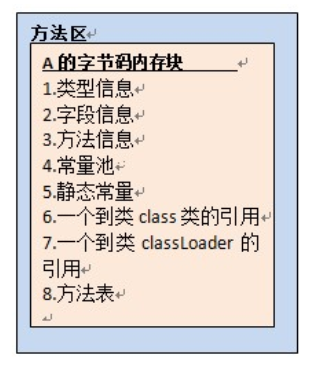 方法区
A 的字节码内存块
1.类型信息
2.字段信息
3.方法信息
4.常量池
5.静态常量
6.一个到类 class 类的引用
7.一个到类 classLoader 的
引用
8.方法表